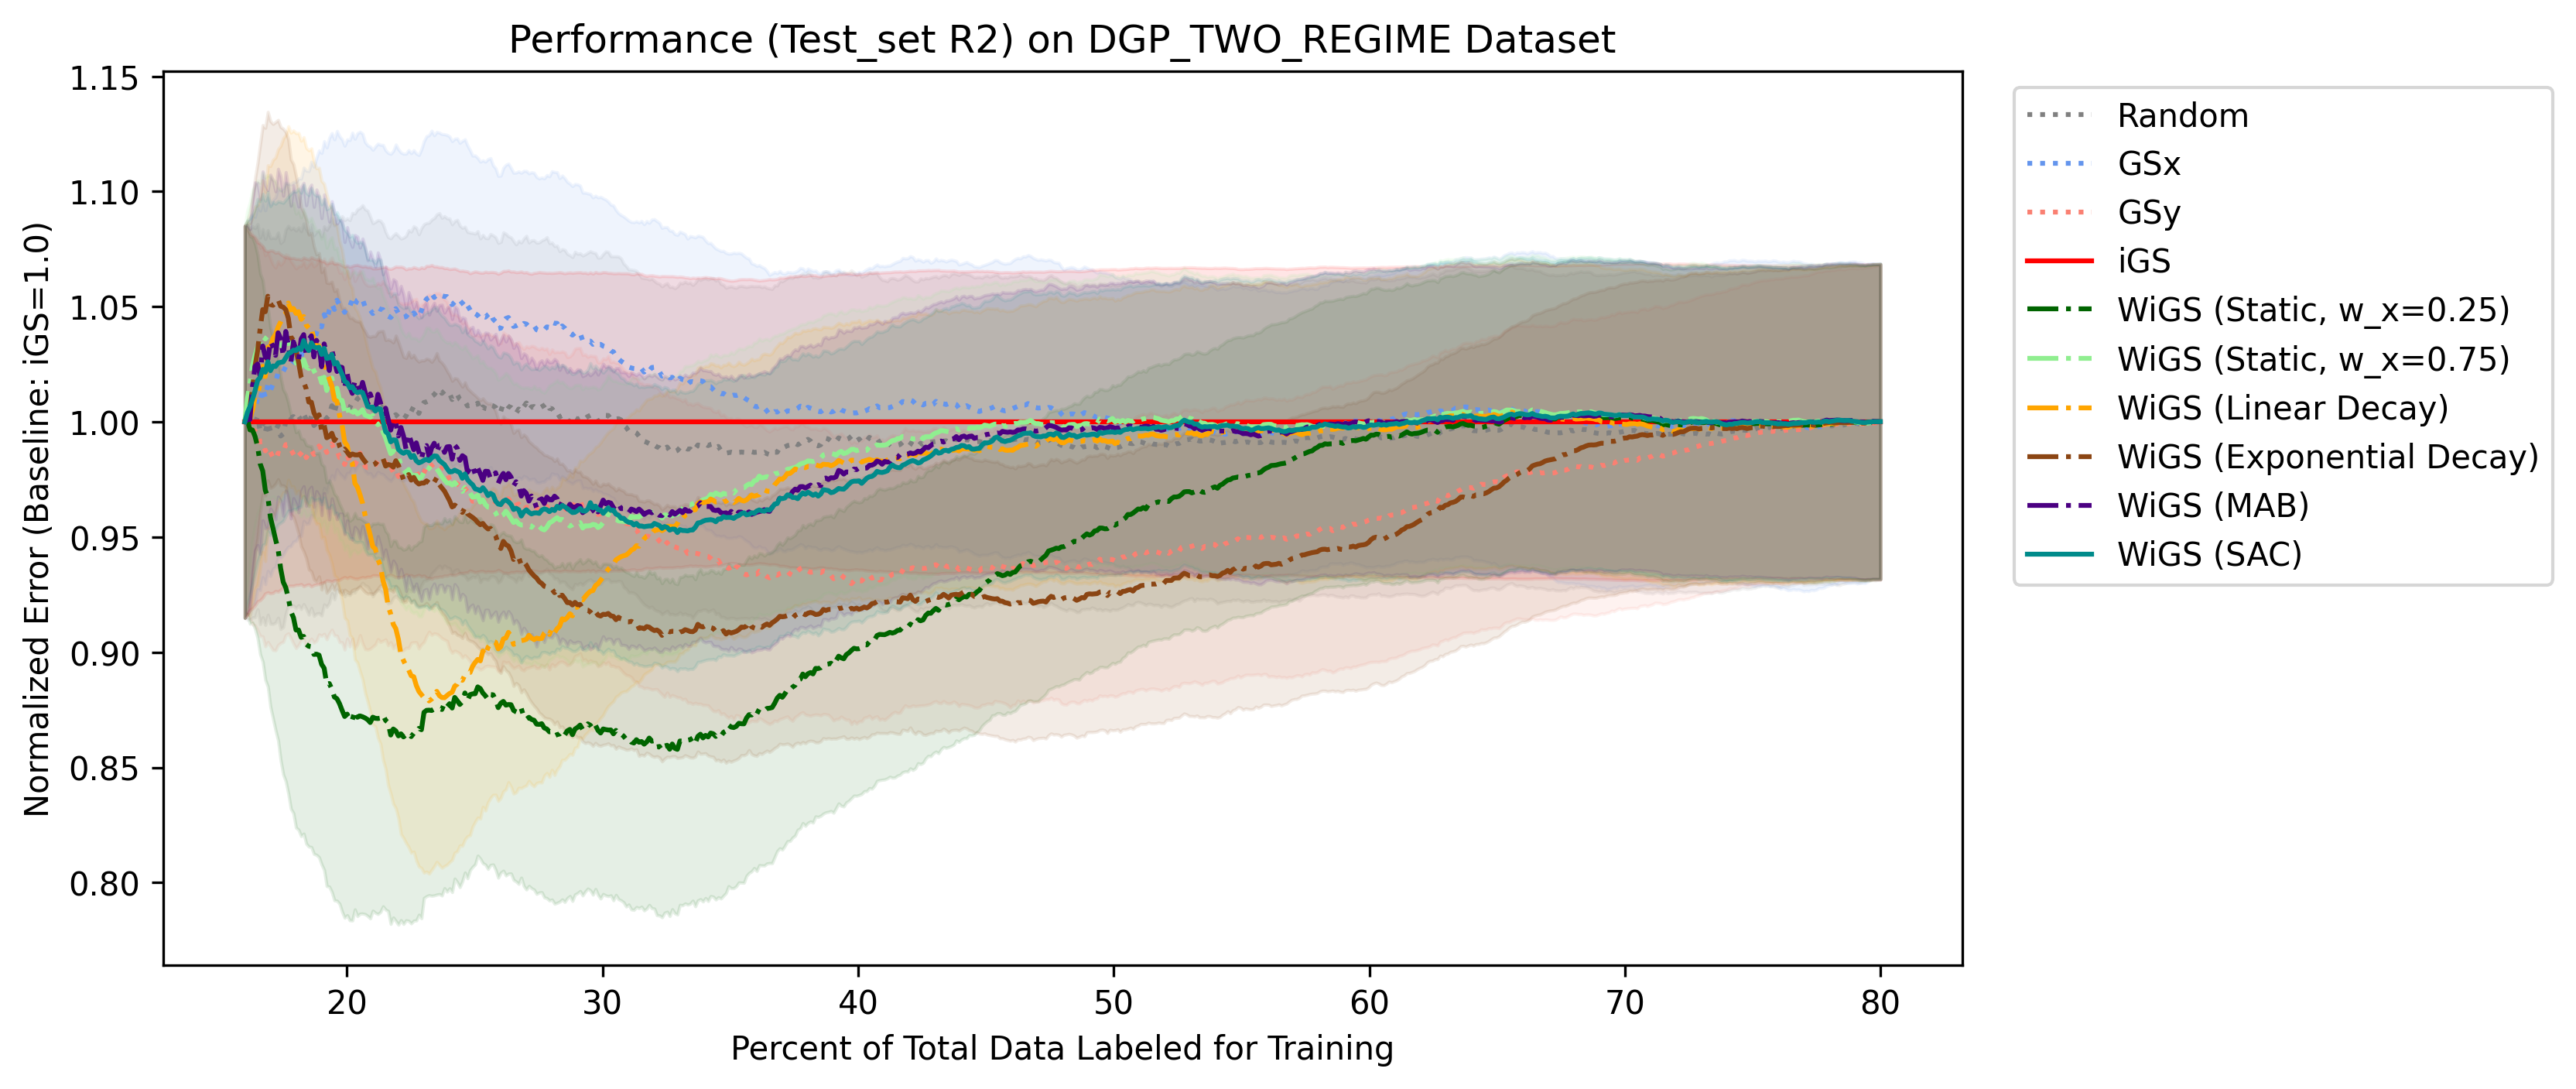 Performance (Test_set R2) on DGP_TWO_REGIME Dataset
Normalized Error (Baseline: iGS=1.0)
1.15
1.10
1.05
1.00
0.95
0.90
0.85
0.80
20 30 40 50 60 70 80
Percent of Total Data Labeled for Training
Random
GSx
GSy
iGS
WiGS (Static, w_x=0.25)
WiGS (Static, w_x=0.75)
WiGS (Linear Decay)
WiGS (Exponential Decay)
WiGS (MAB)
WiGS (SAC)